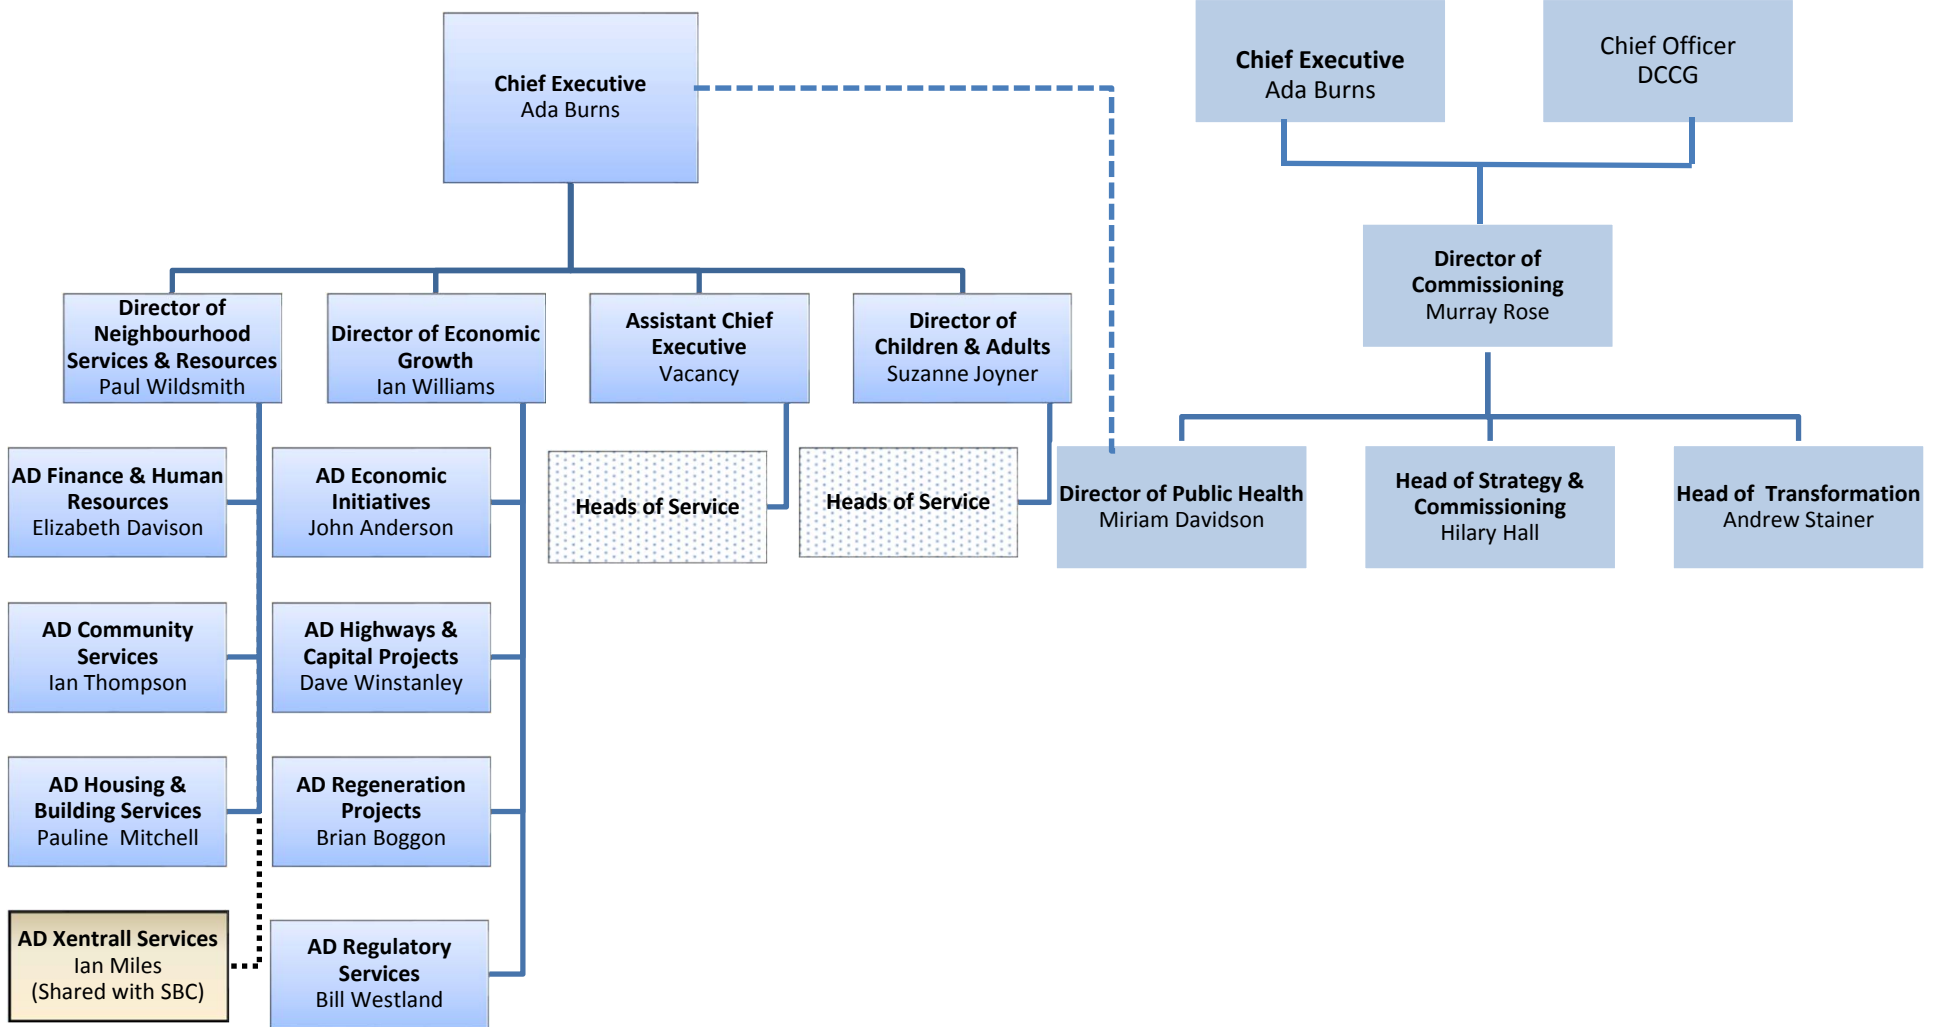 Chief Executive
Ada Burns
Chief Executive
Ada Burns
Chief Officer
DCCG
Director of
Commissioning
Murray Rose
Director of
Neighbourhood
Services & Resources
Paul Wildsmith
Director of Economic
Growth
Ian Williams
Assistant Chief
Executive
Vacancy
Director of
Children & Adults
Suzanne Joyner
AD Finance & Human
Resources
Elizabeth Davison
AD Economic
Initiatives
John Anderson
Heads of Service
Heads of Service
Director of Public Health
Miriam Davidson
Head of Strategy &
Commissioning
Hilary Hall
Head of Transformation
Andrew Stainer
AD Community
Services
Ian Thompson
AD Highways &
Capital Projects
Dave Winstanley
AD Housing &
Building Services
Pauline Mitchell
AD Regeneration
Projects
Brian Boggon
AD Xentrall Services
Ian Miles
(Shared with SBC)
AD Regulatory
Services
Bill Westland